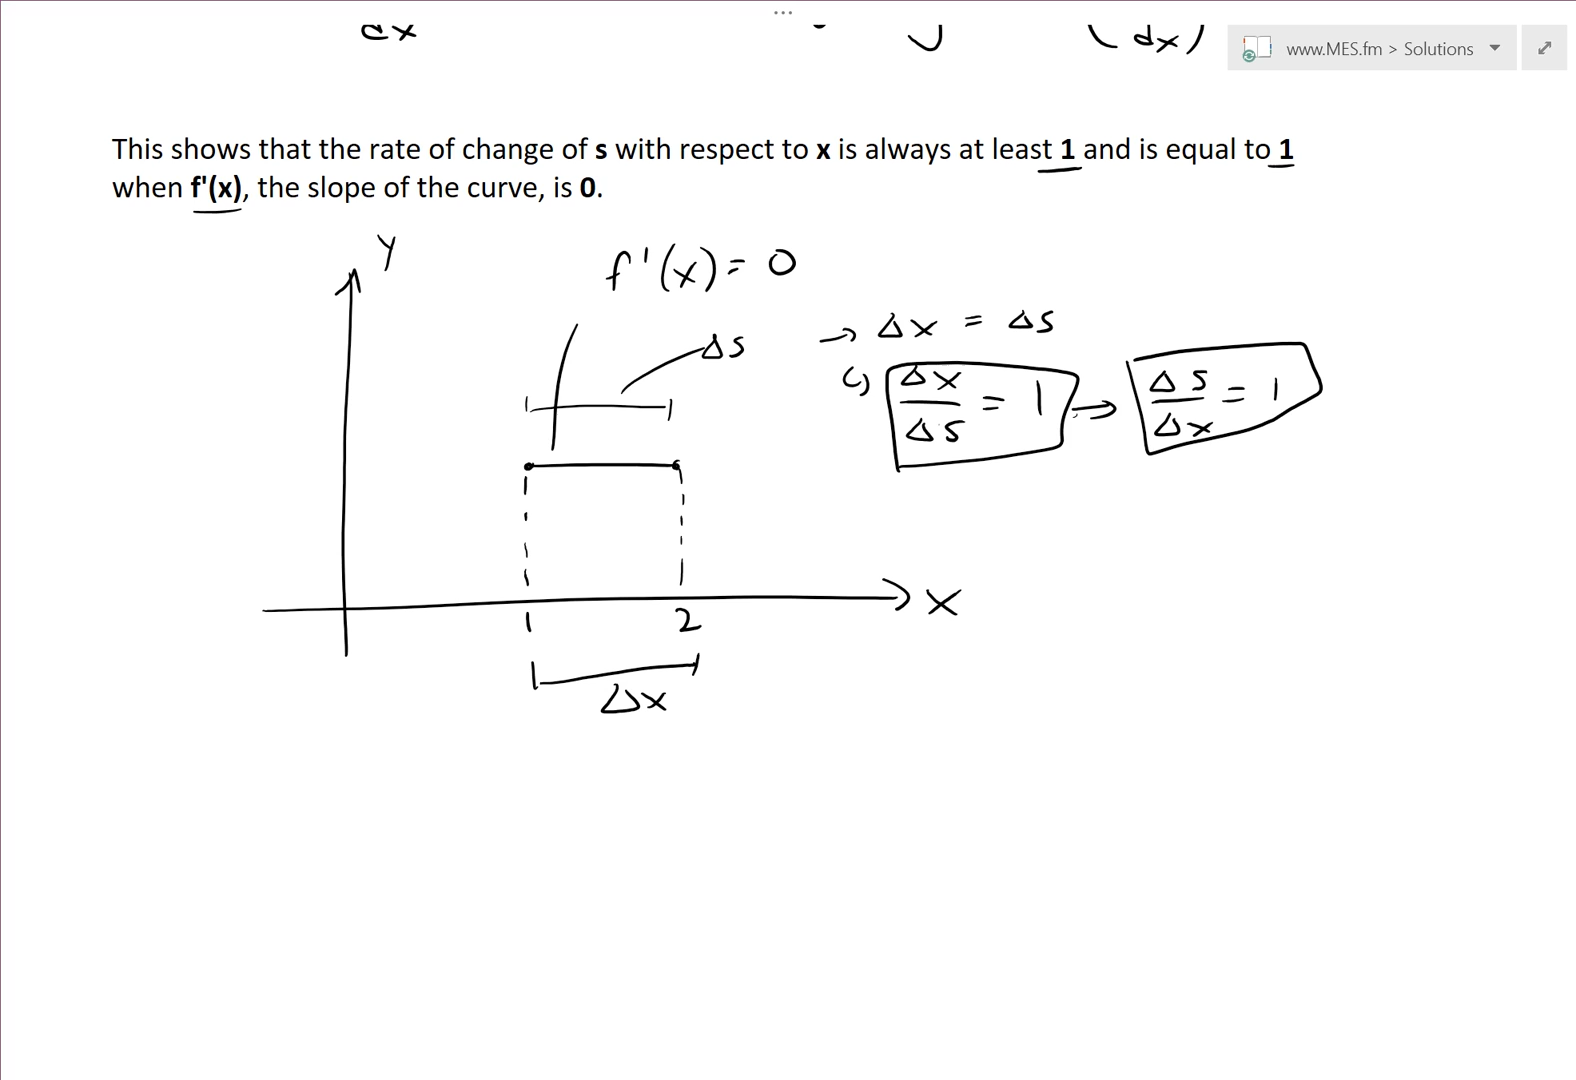 dx (dx)
www.MES.fm > Solutions
This shows that the rate of change of s with respect to x is always at least 1 and is equal to 1
when f'(x), the slope of the curve, is 0.
Y
f'(x) = 0
Δs
→ Δx = Δs
Δx/Δs = 1 → Δs/Δx = 1
x
1 2
Δx